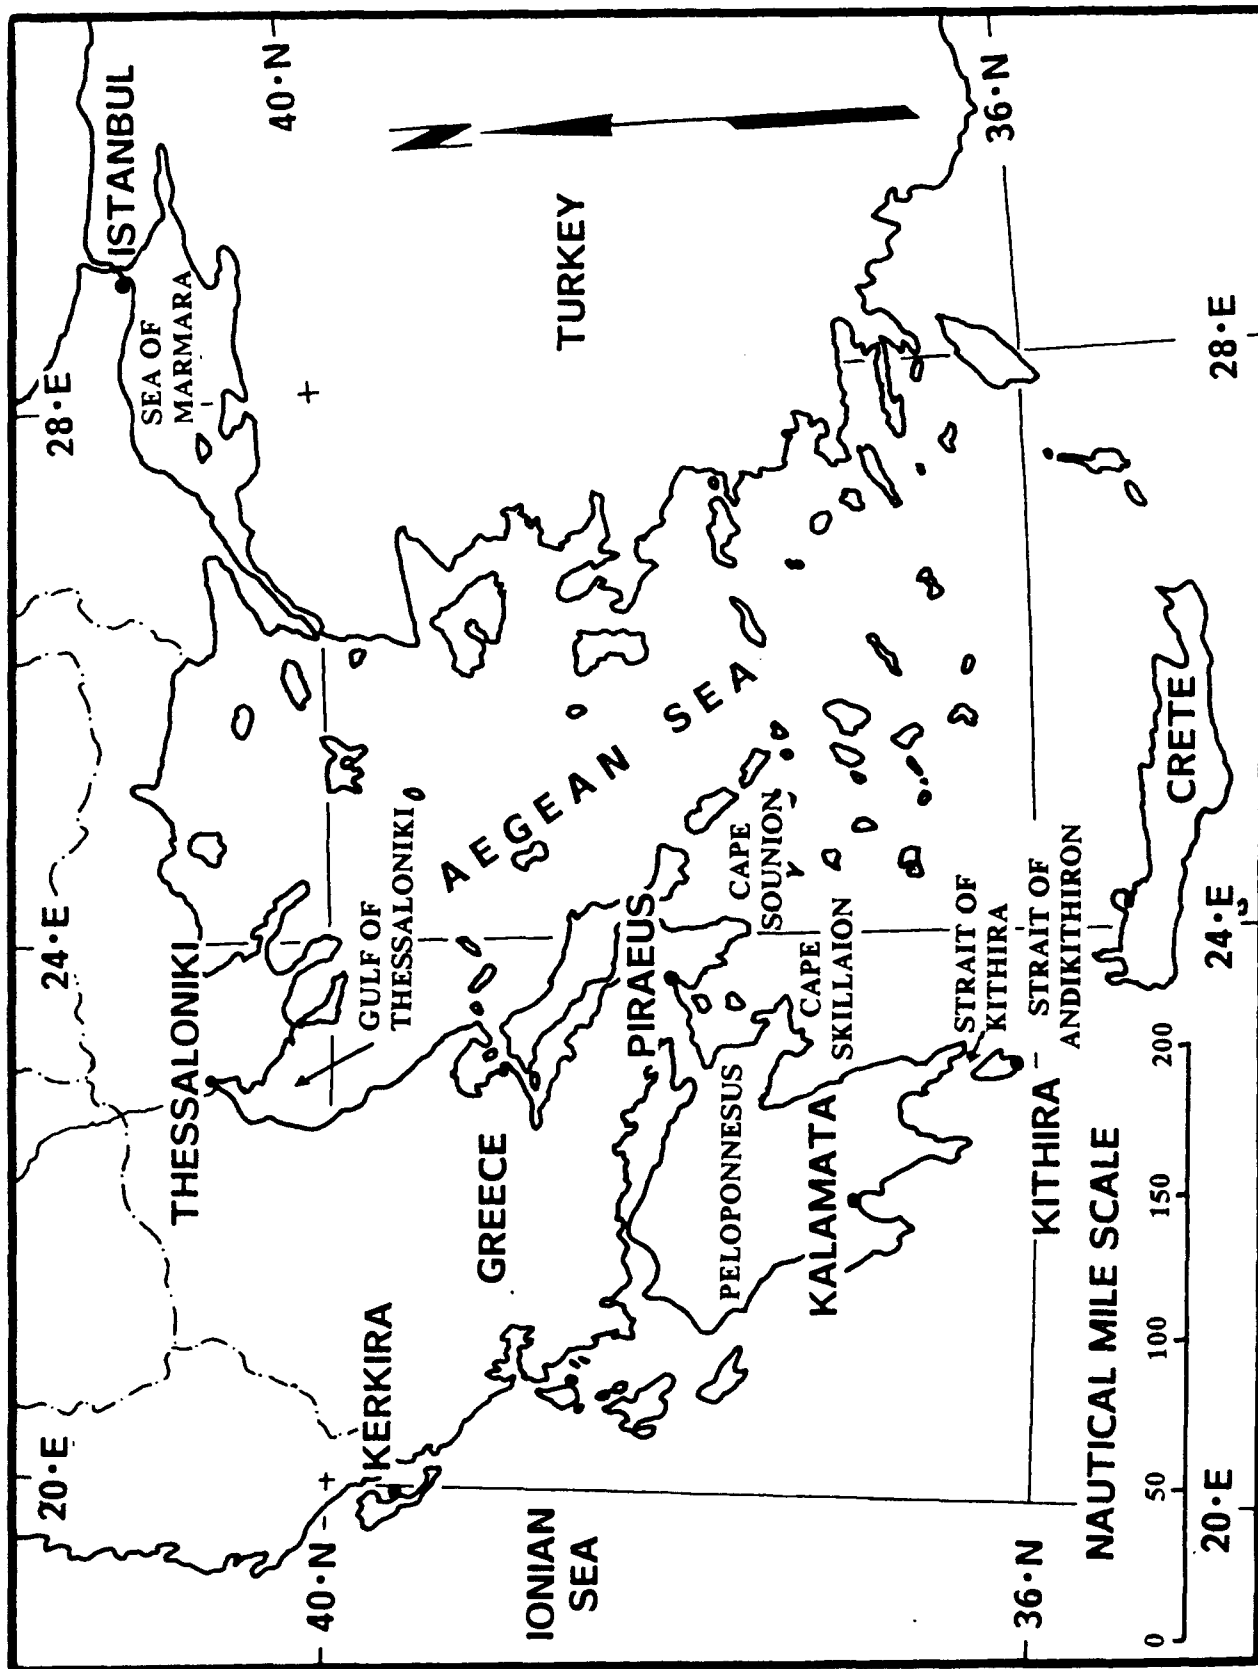 20•E
24•E
28•E
ISTANBUL
SEA OF
MARMARA
40•N
40•N
N
THESSALONIKI
KERKIRA
GULF OF
THESSALONIKI
GREECE
AEGEAN SEA
TURKEY
IONIAN
SEA
PIRAEUS
CAPE
SOUNION
PELOPONNESUS
CAPE
SKILLAION
KALAMATA
STRAIT OF
KITHIRA
36•N
36•N
KITHIRA
STRAIT OF
ANDIKITHIRON
CRETE
NAUTICAL MILE SCALE
0 50 100 150 200
20•E
24•E
28•E